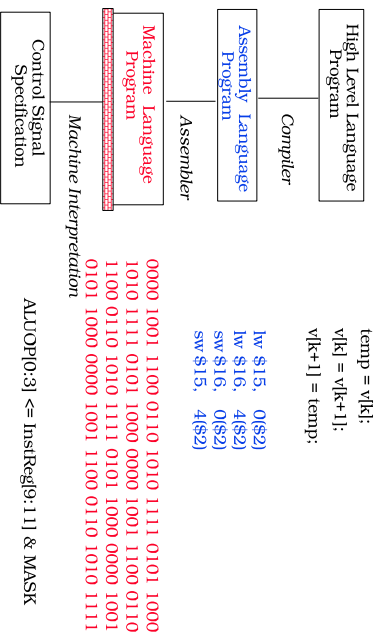 High Level Language
Program
temp = v[k];
v[k] = v[k+1];
v[k+1] = temp;
Compiler
Assembly Language
Program
lw $15, 0($2)
lw $16, 4($2)
sw $16, 0($2)
sw $15, 4($2)
Assembler
Machine Language
Program
0000 1001 1100 0110 1010 1111 0101 1000
1010 1111 0101 1000 0000 1001 1100 0110
1100 0110 1010 1111 0101 1000 0000 1001
0101 1000 0000 1001 1100 0110 1010 1111
Machine Interpretation
Control Signal
Specification
ALUOP[0:3] <= InstReg[9:11] & MASK